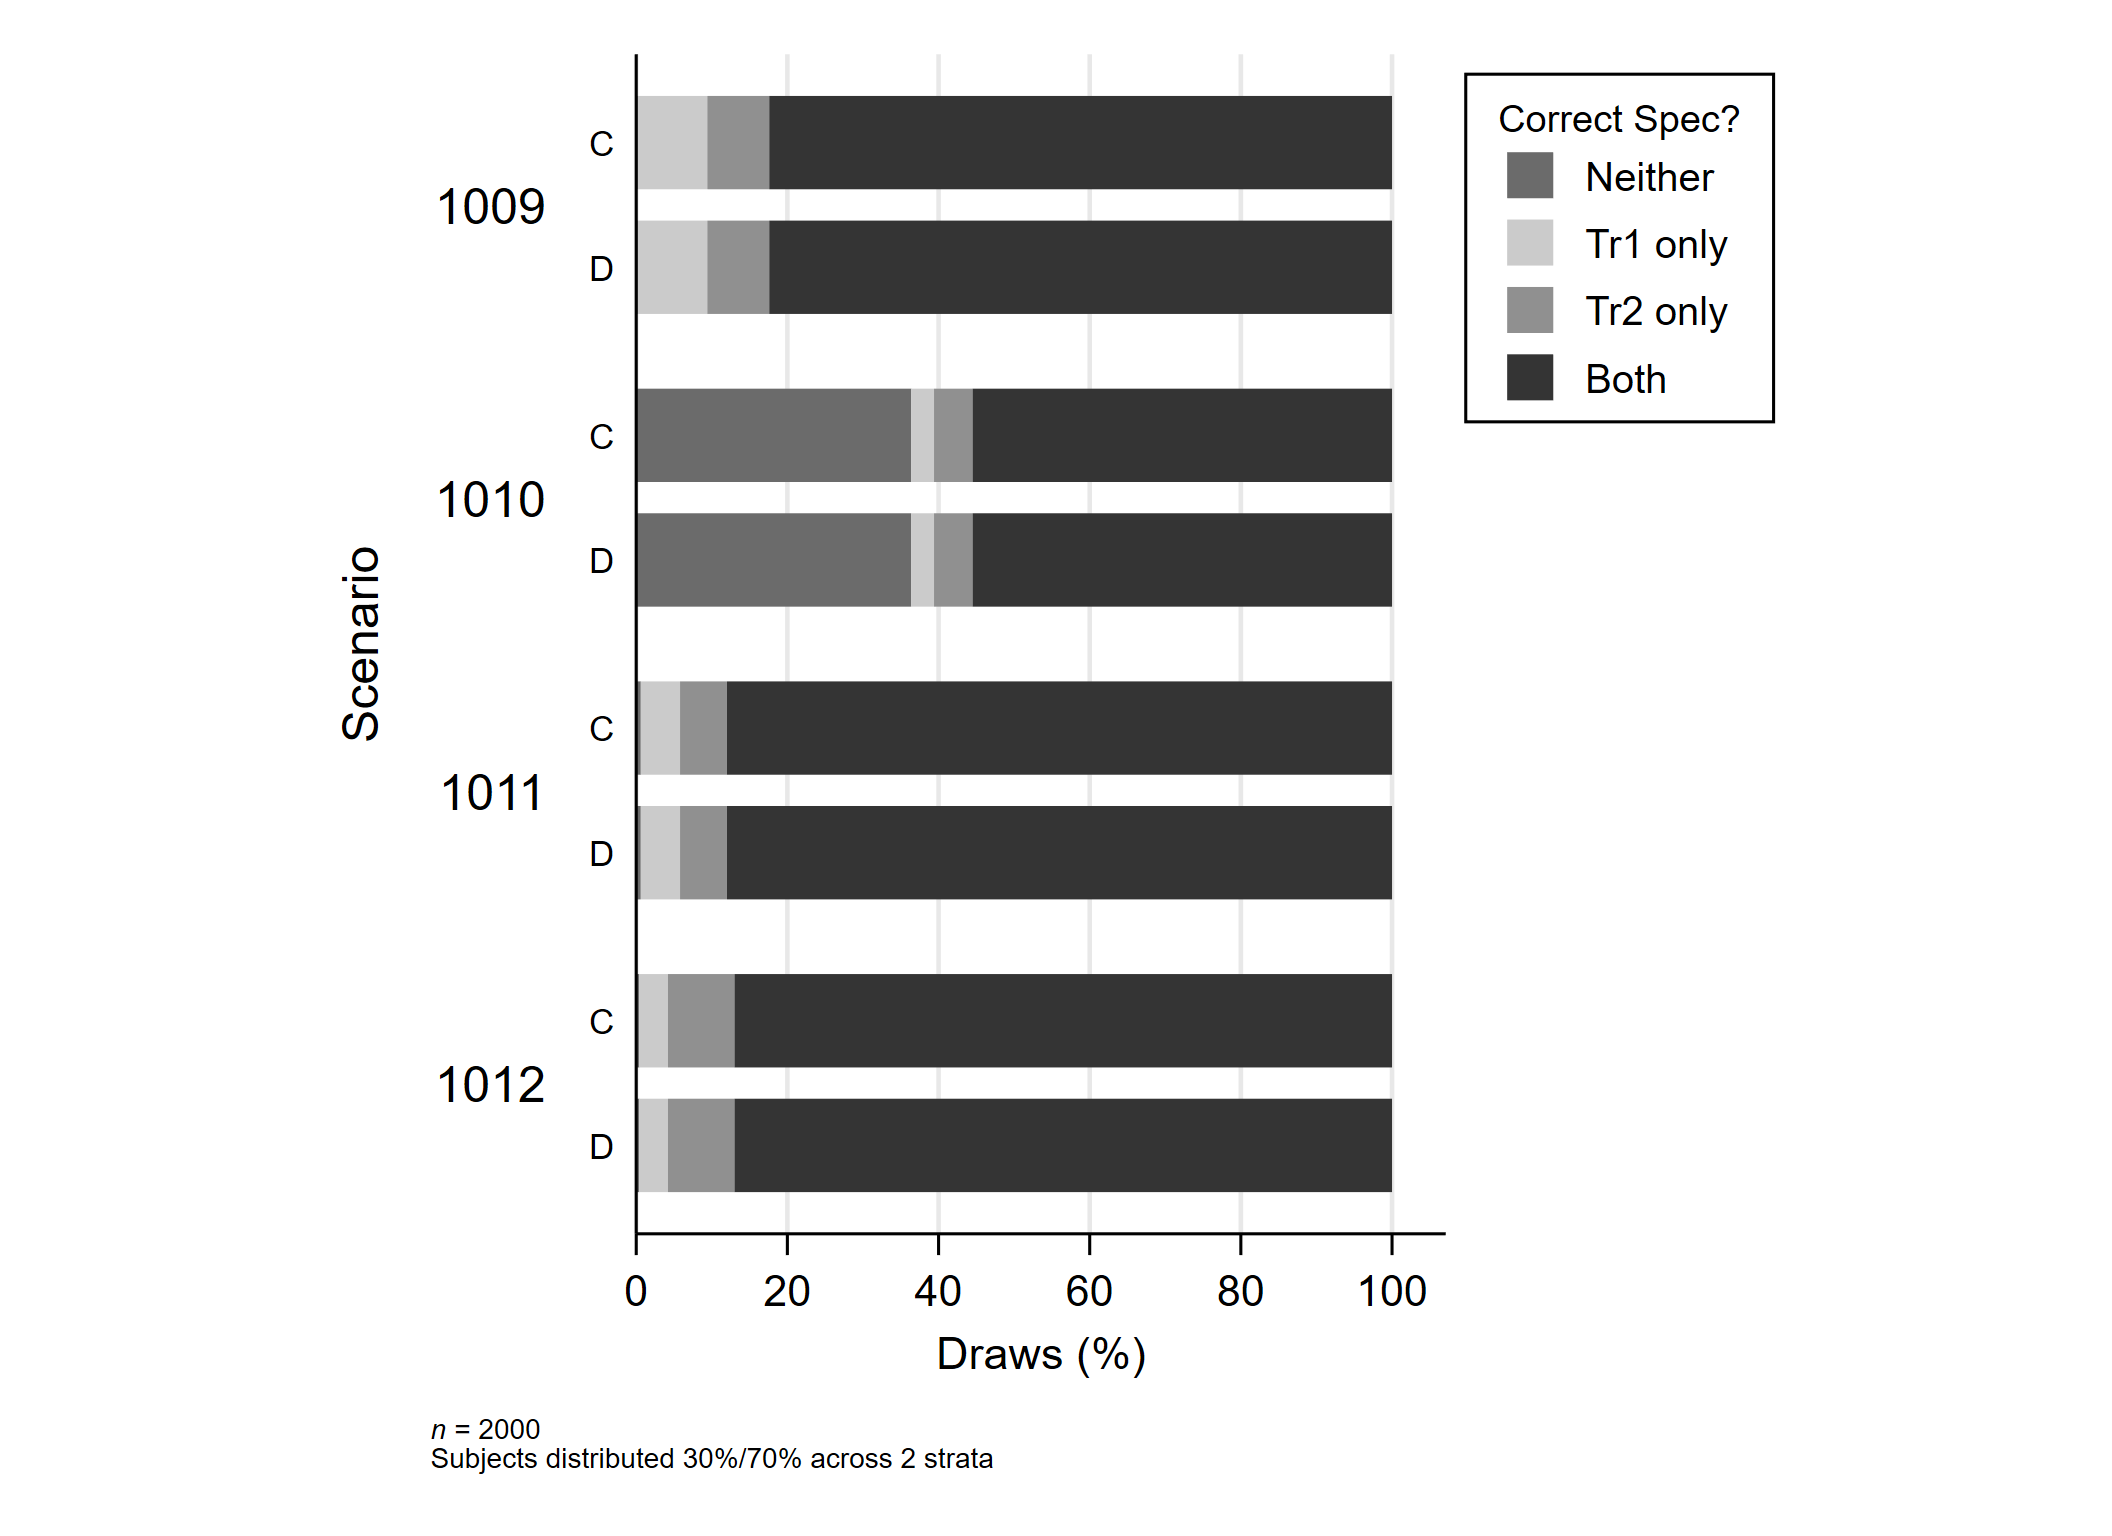 Correct Spec?
Neither
Tr1 only
Tr2 only
Both
Scenario
1009
C
D
1010
C
D
1011
C
D
1012
C
D
0 20 40 60 80 100
Draws (%)
n = 2000
Subjects distributed 30%/70% across 2 strata